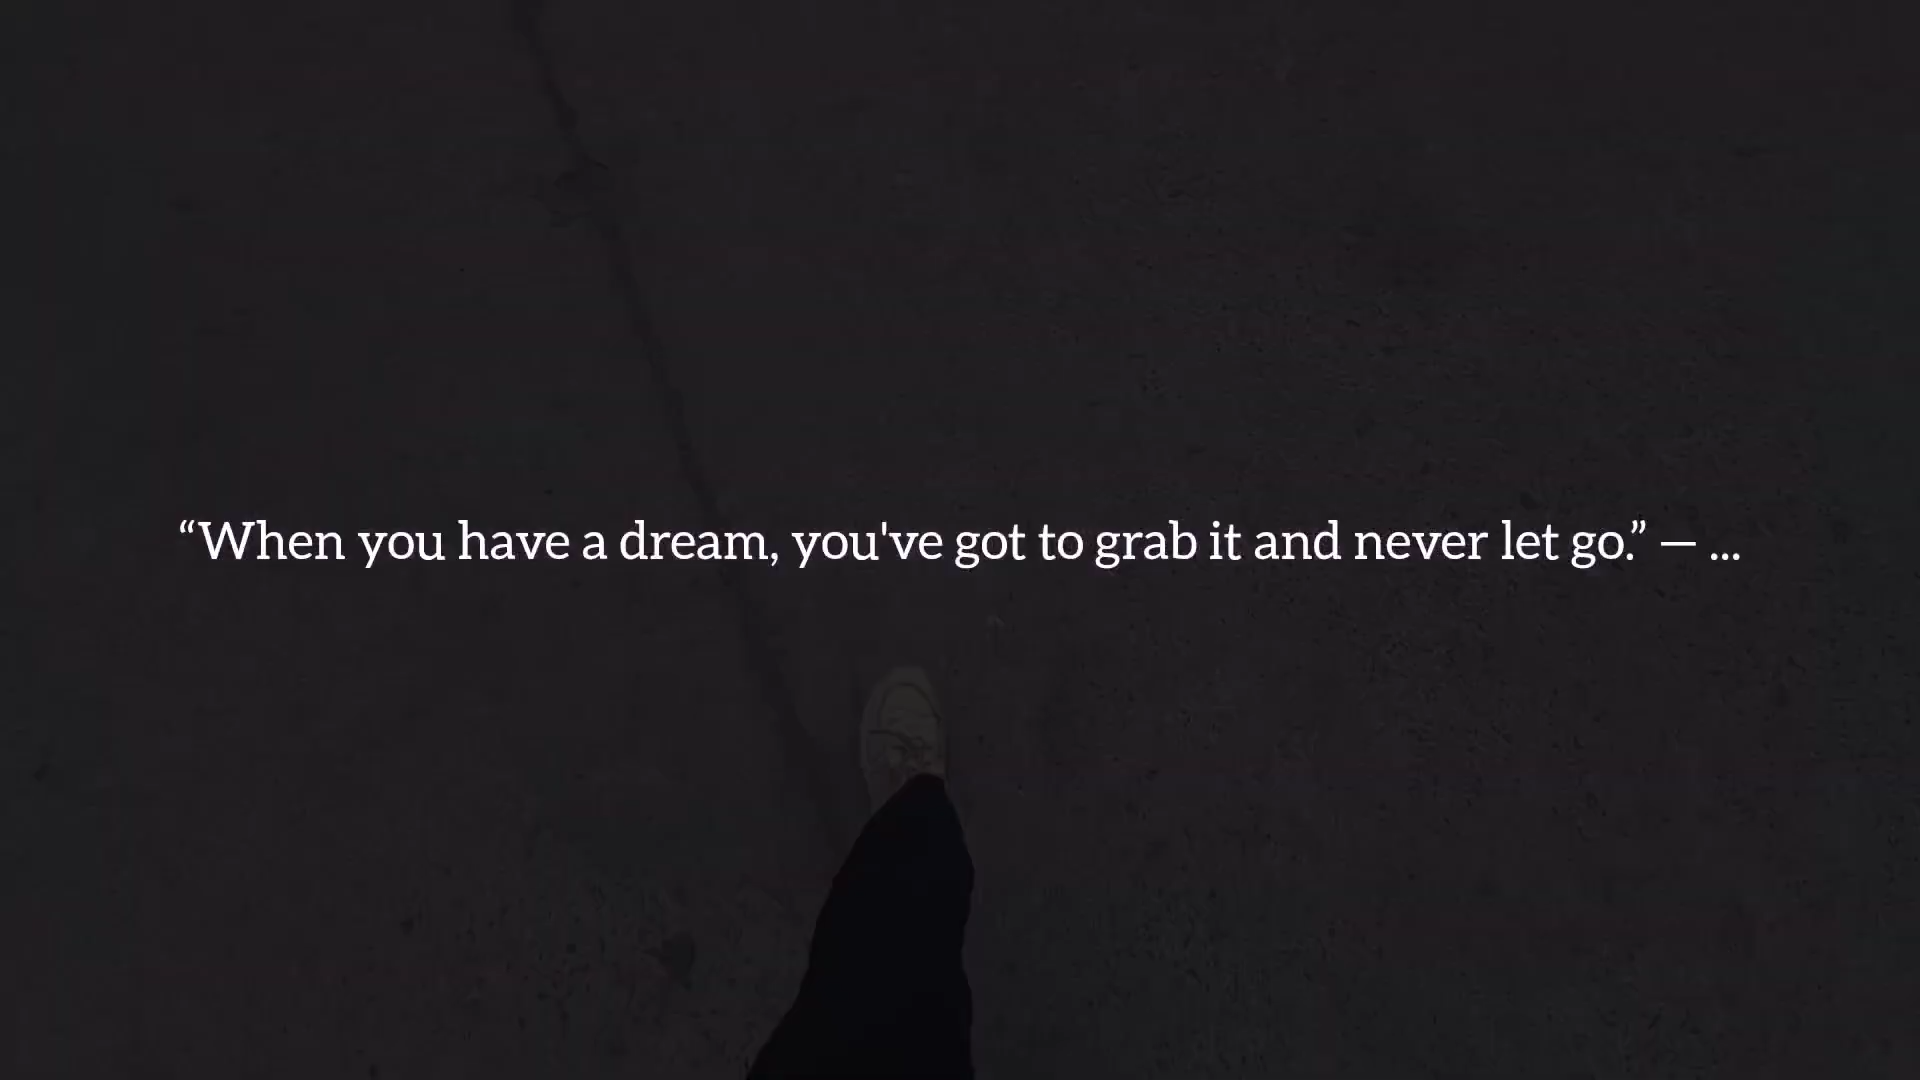 “When you have a dream, you've got to grab it and never let go.” — ...